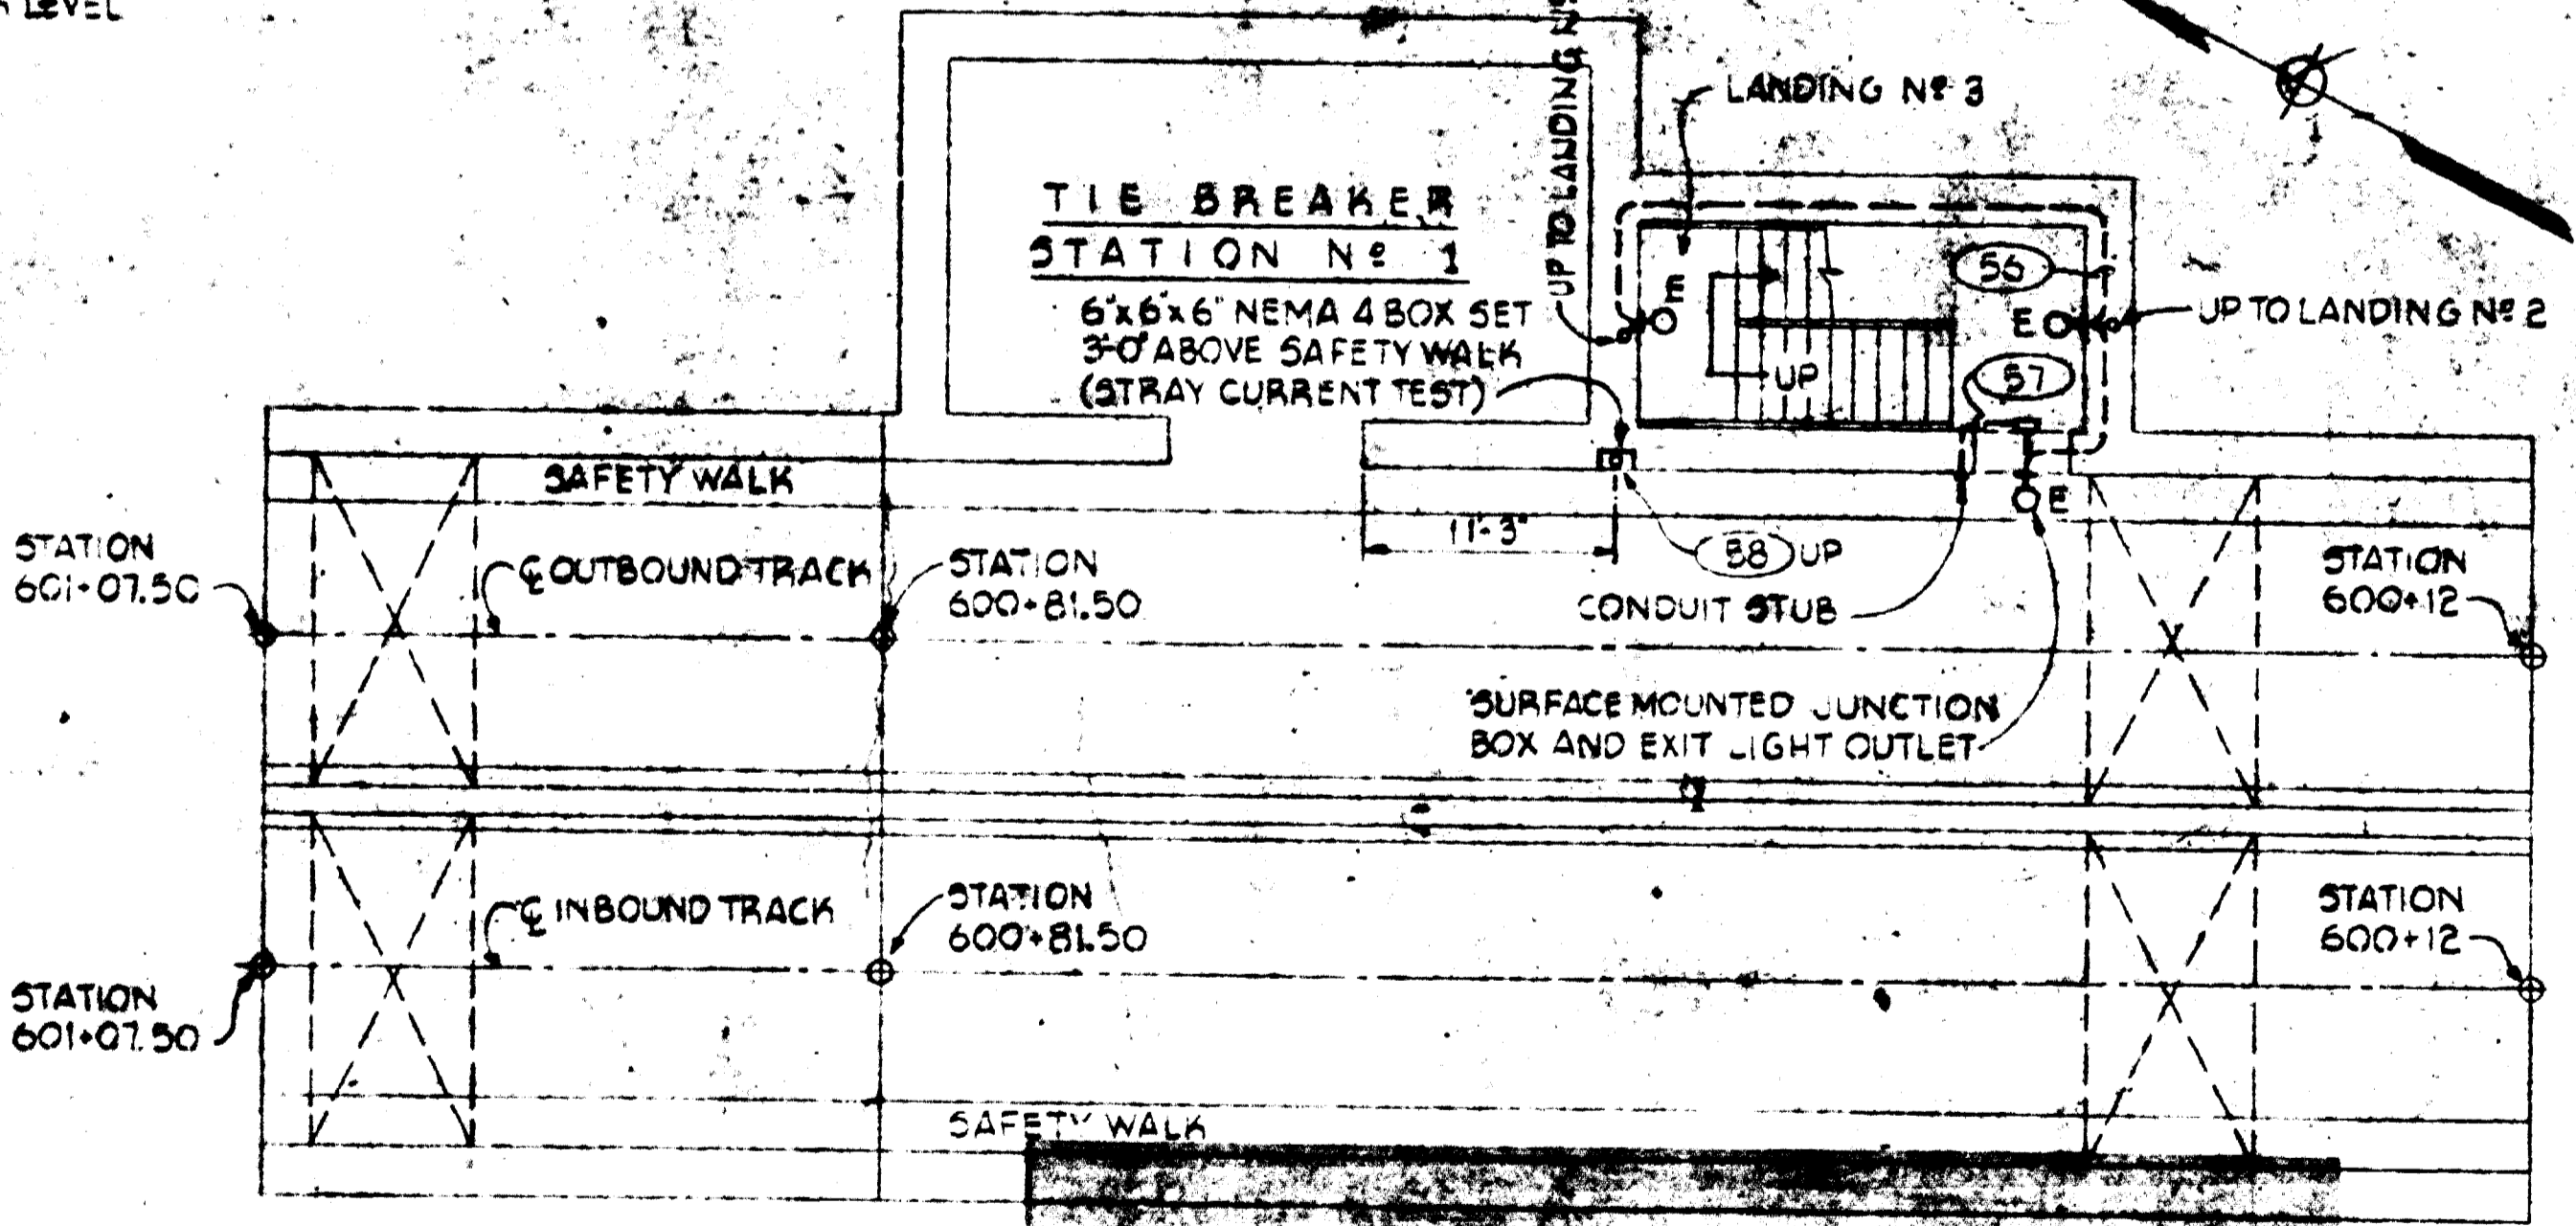 LEVEL
LANDING Nº 3
UP TO LANDING Nº
TIE BREAKER
STATION Nº 1
6"x6"x6" NEMA 4 BOX SET
3'-0" ABOVE SAFETY WALK
(STRAY CURRENT TEST)
E
UP
56
E
UP TO LANDING Nº 2
57
SAFETY WALK
E
11'-3"
58 UP
STATION
601+07.50
℄ OUTBOUND TRACK
STATION
600+81.50
CONDUIT STUB
STATION
600+12
SURFACE MOUNTED JUNCTION
BOX AND EXIT LIGHT OUTLET
℄ INBOUND TRACK
STATION
600+81.50
STATION
600+12
STATION
601+07.50
SAFETY WALK